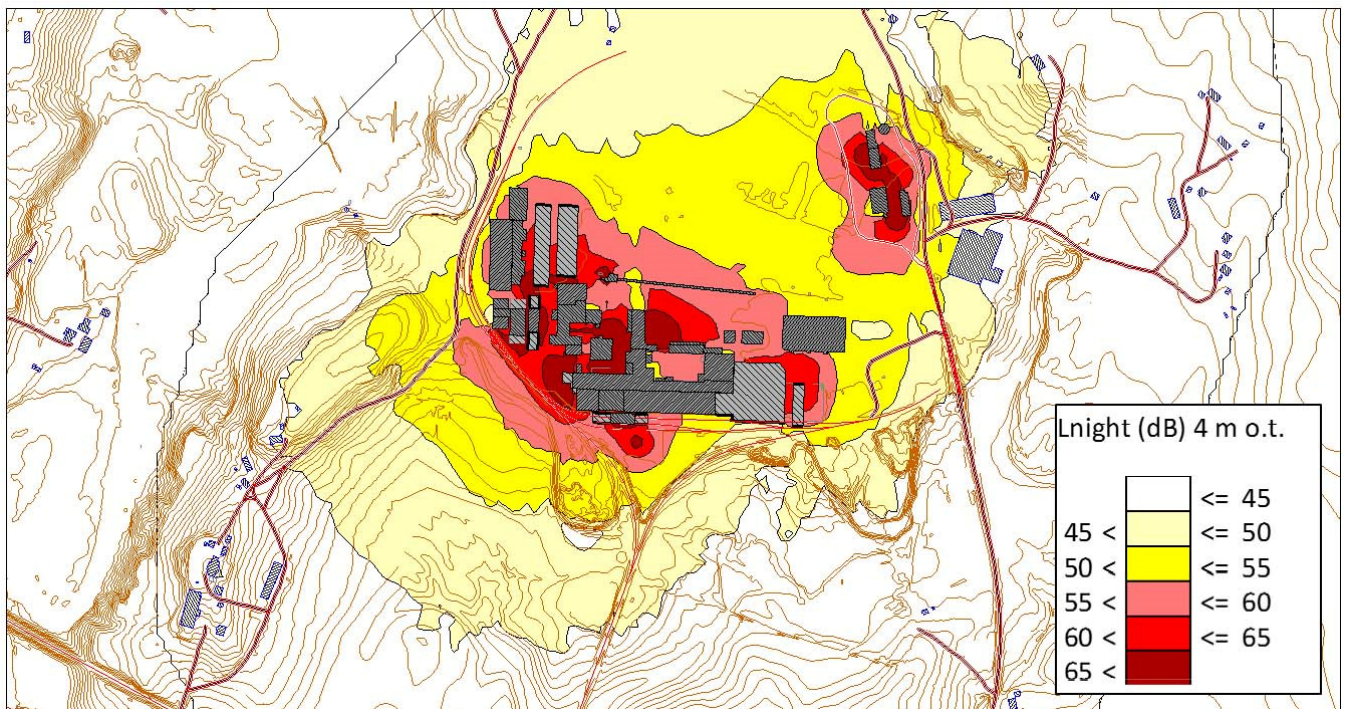 Lnight (dB) 4 m o.t.
<= 45
45 < <= 50
50 < <= 55
55 < <= 60
60 < <= 65
65 <